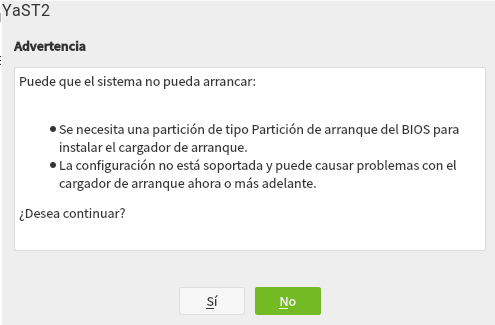 YaST2
Advertencia
Puede que el sistema no pueda arrancar:
● Se necesita una partición de tipo Partición de arranque del BIOS para
instalar el cargador de arranque.
● La configuración no está soportada y puede causar problemas con el
cargador de arranque ahora o más adelante.
¿Desea continuar?
Sí No